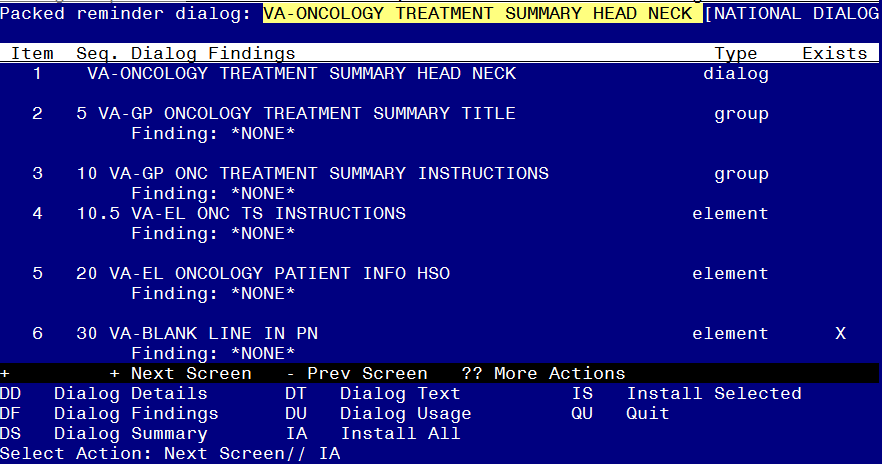 Packed reminder dialog: VA-ONCOLOGY TREATMENT SUMMARY HEAD NECK [NATIONAL DIALOG
Item Seq. Dialog Findings Type Exists
1 VA-ONCOLOGY TREATMENT SUMMARY HEAD NECK dialog
2 5 VA-GP ONCOLOGY TREATMENT SUMMARY TITLE group
Finding: *NONE*
3 10 VA-GP ONC TREATMENT SUMMARY INSTRUCTIONS group
Finding: *NONE*
4 10.5 VA-EL ONC TS INSTRUCTIONS element
Finding: *NONE*
5 20 VA-EL ONCOLOGY PATIENT INFO HSO element
Finding: *NONE*
6 30 VA-BLANK LINE IN PN element X
Finding: *NONE*
+ + Next Screen - Prev Screen ?? More Actions
DD Dialog Details DT Dialog Text IS Install Selected
DF Dialog Findings DU Dialog Usage QU Quit
DS Dialog Summary IA Install All
Select Action: Next Screen// IA